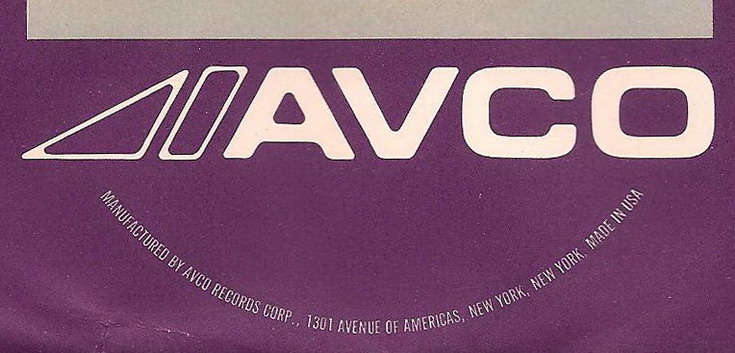 AVCO
MANUFACTURED BY AVCO RECORDS CORP., 1301 AVENUE OF AMERICAS, NEW YORK, NEW YORK. MADE IN USA